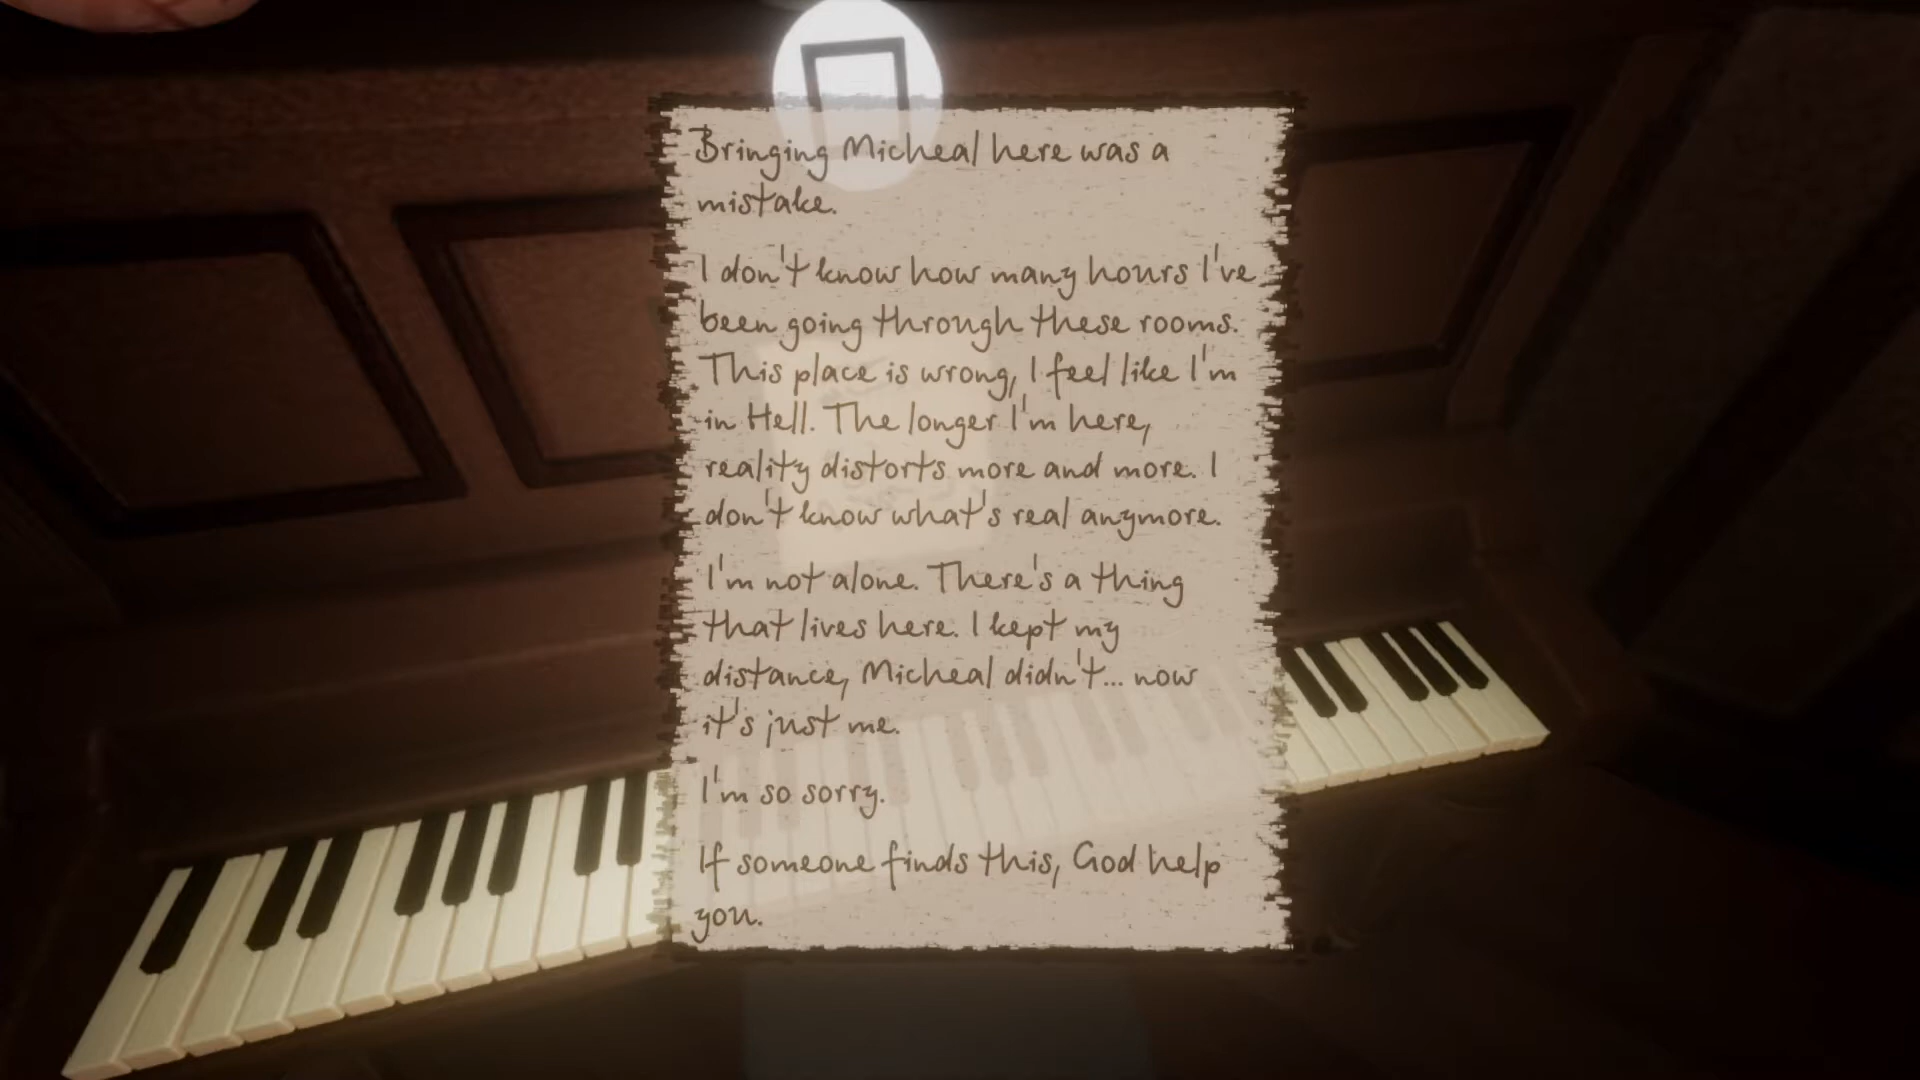 Bringing Micheal here was a
mistake.
I don't know how many hours I've
been going through these rooms.
This place is wrong, I feel like I'm
in Hell. The longer I'm here,
reality distorts more and more. I
don't know what's real anymore.
I'm not alone. There's a thing
that lives here. I kept my
distance, Micheal didn't... now
it's just me.
I'm so sorry.
If someone finds this, God help
you.